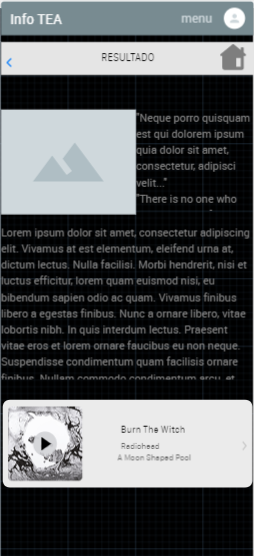 Info TEA
menu
RESULTADO
"Neque porro quisquam
est qui dolorem ipsum
quia dolor sit amet,
consectetur, adipisci
velit..."
"There is no one who
Lorem ipsum dolor sit amet, consectetur adipiscing
elit. Vivamus at est elementum, eleifend urna at,
dictum lectus. Nulla facilisi. Morbi hendrerit, nisi et
luctus efficitur, lorem quam euismod nisi, eu
bibendum sapien odio ac quam. Vivamus finibus
libero a egestas finibus. Nunc a ornare libero, vitae
lobortis nibh. In quis interdum lectus. Praesent
vitae eros et lorem ornare faucibus eu non neque.
Suspendisse condimentum quam facilisis ornare
finibus. Nullam commodo condimentum arcu, et
Burn The Witch
Radiohead
A Moon Shaped Pool